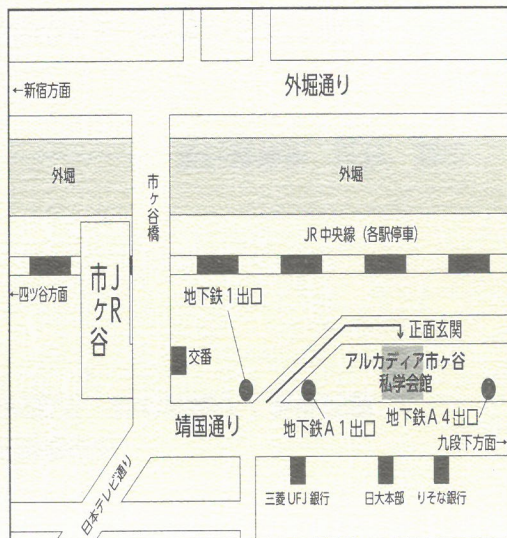 ←新宿方面
外堀通り
外堀
市ヶ谷橋
外堀
JR中央線（各駅停車）
←四ツ谷方面
JR
市ヶ谷
地下鉄1出口
正面玄関
交番
アルカディア市ヶ谷
私学会館
靖国通り
地下鉄A1出口
地下鉄A4出口
九段下方面→
日本テレビ通り
三菱UFJ銀行
日大本部
りそな銀行